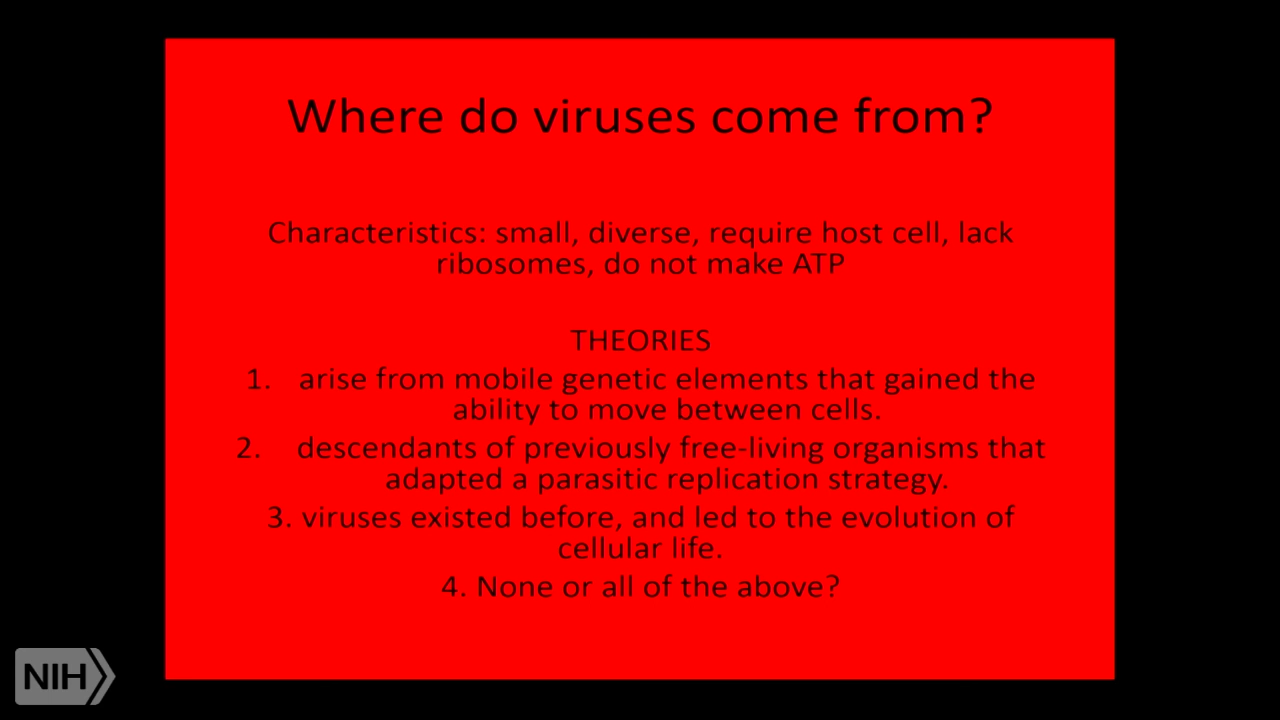 Where do viruses come from?
Characteristics: small, diverse, require host cell, lack
ribosomes, do not make ATP
THEORIES
1. arise from mobile genetic elements that gained the
ability to move between cells.
2. descendants of previously free-living organisms that
adapted a parasitic replication strategy.
3. viruses existed before, and led to the evolution of
cellular life.
4. None or all of the above?
NIH